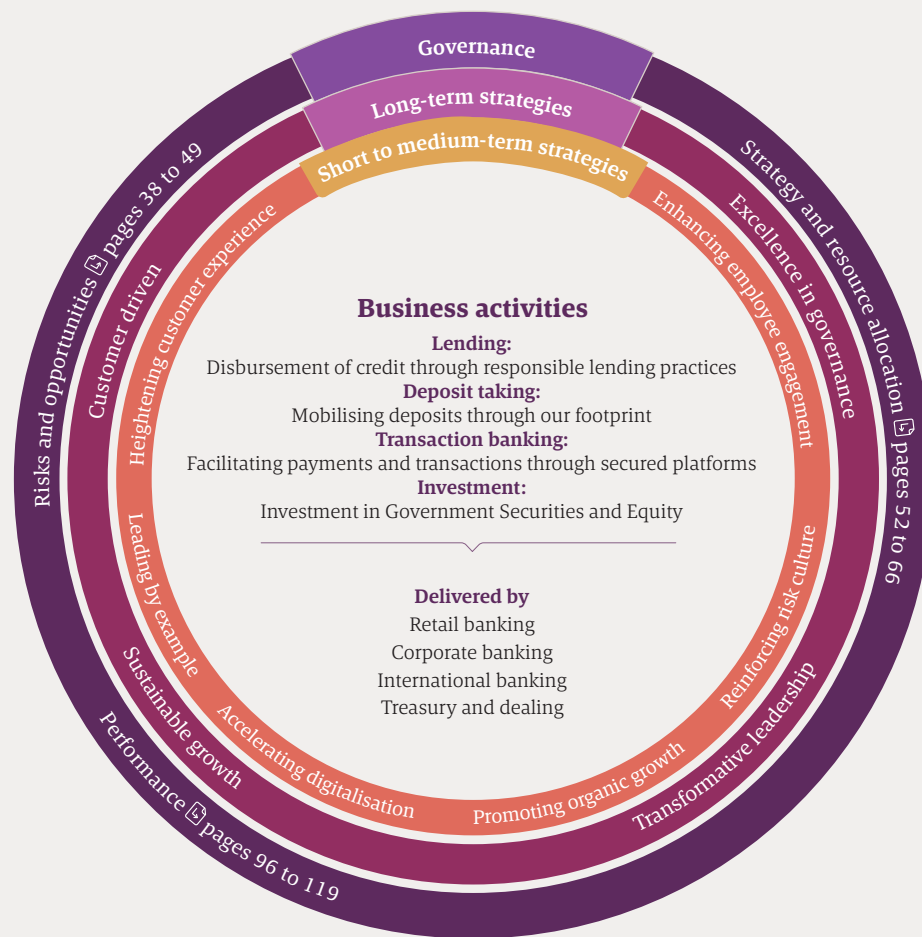 Governance
Long-term strategies
Short to medium-term strategies
Risks and opportunities pages 38 to 49
Strategy and resource allocation pages 52 to 66
Performance pages 96 to 119
Customer driven
Excellence in governance
Sustainable growth
Transformative leadership
Heightening customer experience
Enhancing employee engagement
Leading by example
Reinforcing risk culture
Accelerating digitalisation
Promoting organic growth
Business activities
Lending:
Disbursement of credit through responsible lending practices
Deposit taking:
Mobilising deposits through our footprint
Transaction banking:
Facilitating payments and transactions through secured platforms
Investment:
Investment in Government Securities and Equity
Delivered by
Retail banking
Corporate banking
International banking
Treasury and dealing